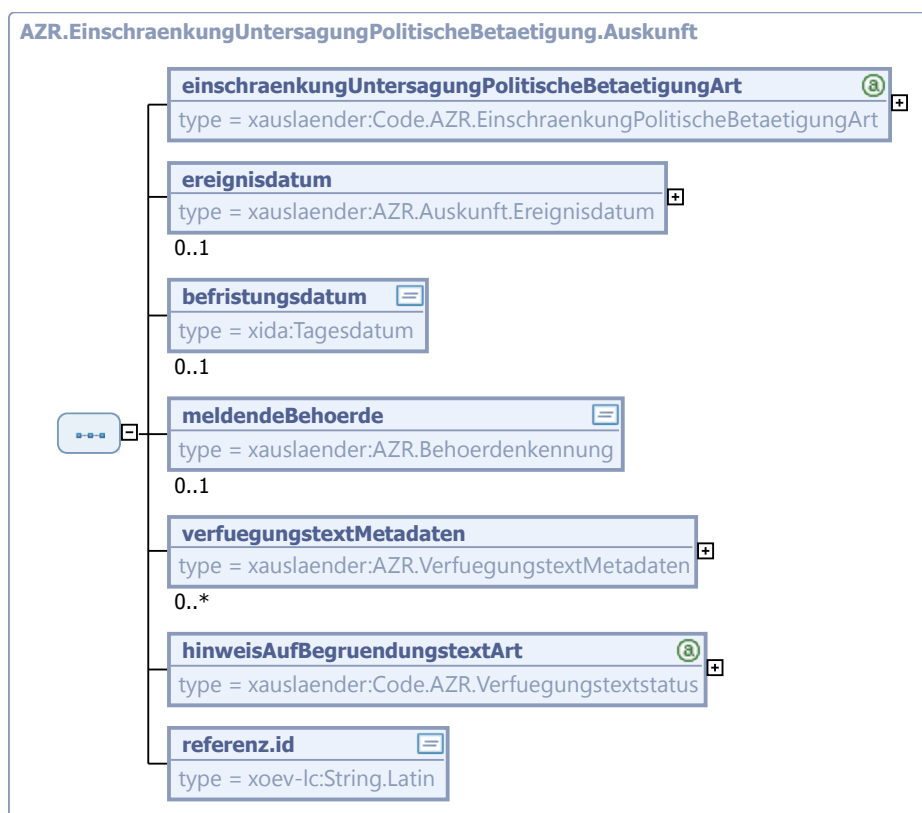 AZR.EinschraenkungUntersagungPolitischeBetaetigung.Auskunft
einschraenkungUntersagungPolitischeBetaetigungArt
type = xauslaender:Code.AZR.EinschraenkungPolitischeBetaetigungArt
ereignisdatum
type = xauslaender:AZR.Auskunft.Ereignisdatum
0..1
befristungsdatum
type = xida:Tagesdatum
0..1
meldendeBehoerde
type = xauslaender:AZR.Behoerdenkennung
0..1
verfuegungstextMetadaten
type = xauslaender:AZR.VerfuegungstextMetadaten
0..*
hinweisAufBegruendungstextArt
type = xauslaender:Code.AZR.Verfuegungstextstatus
referenz.id
type = xoev-lc:String.Latin